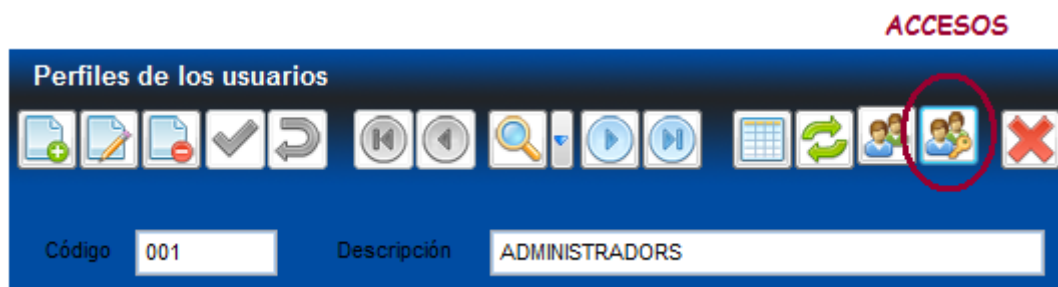 ACCESOS
Perfiles de los usuarios
Código 001 Descripción ADMINISTRADORS